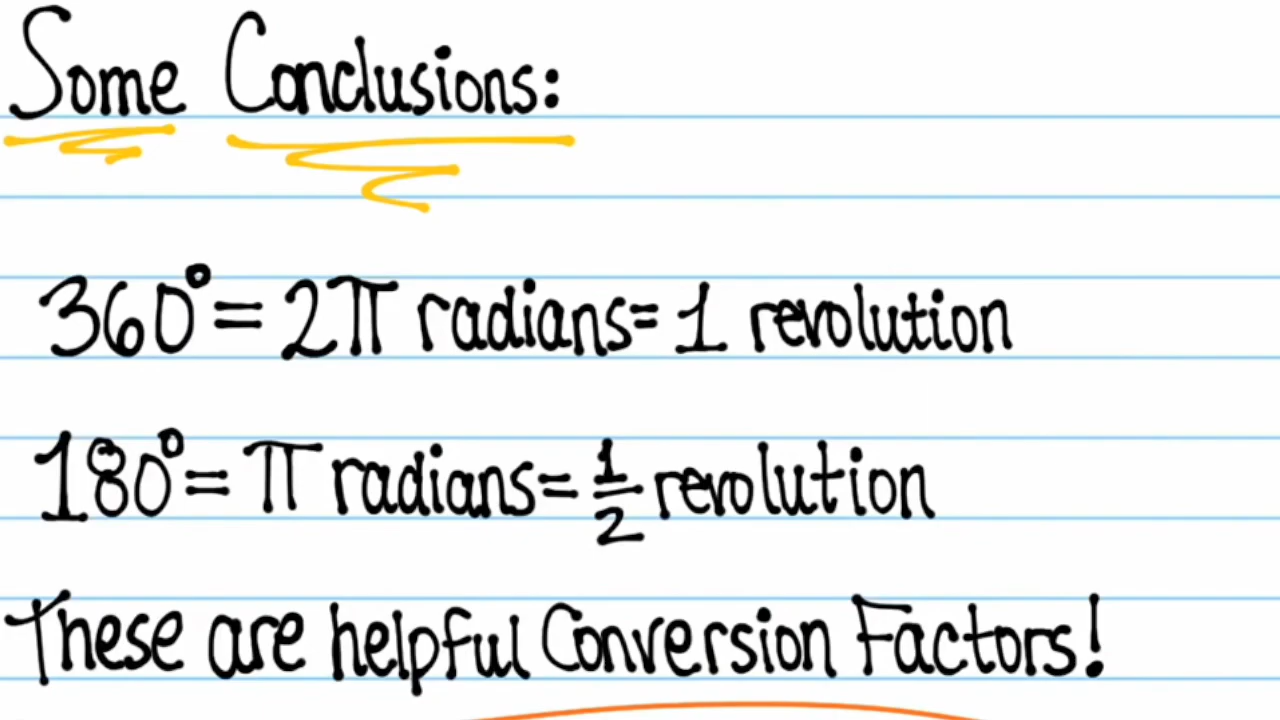 Some Conclusions:
360° = 2π radians = 1 revolution
180° = π radians = 1/2 revolution
These are helpful Conversion Factors!